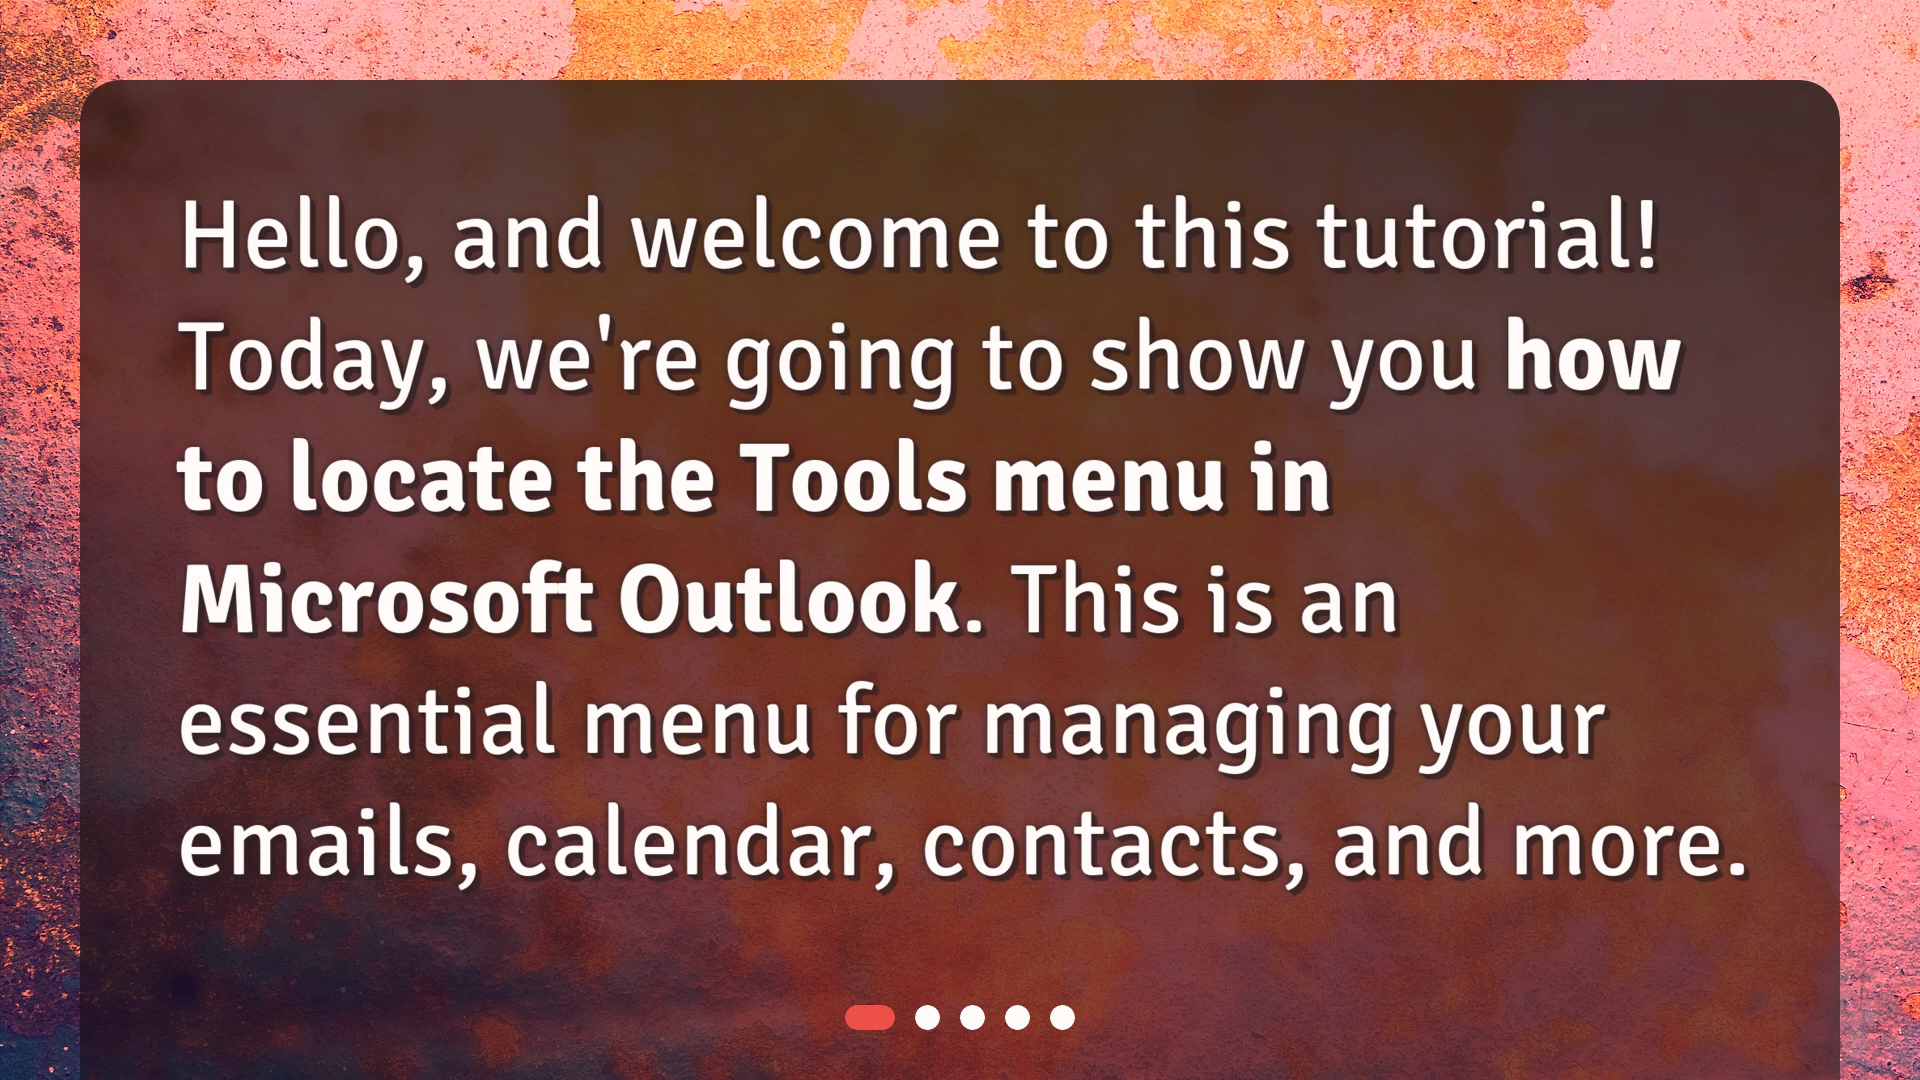 Hello, and welcome to this tutorial!
Today, we're going to show you how
to locate the Tools menu in
Microsoft Outlook. This is an
essential menu for managing your
emails, calendar, contacts, and more.